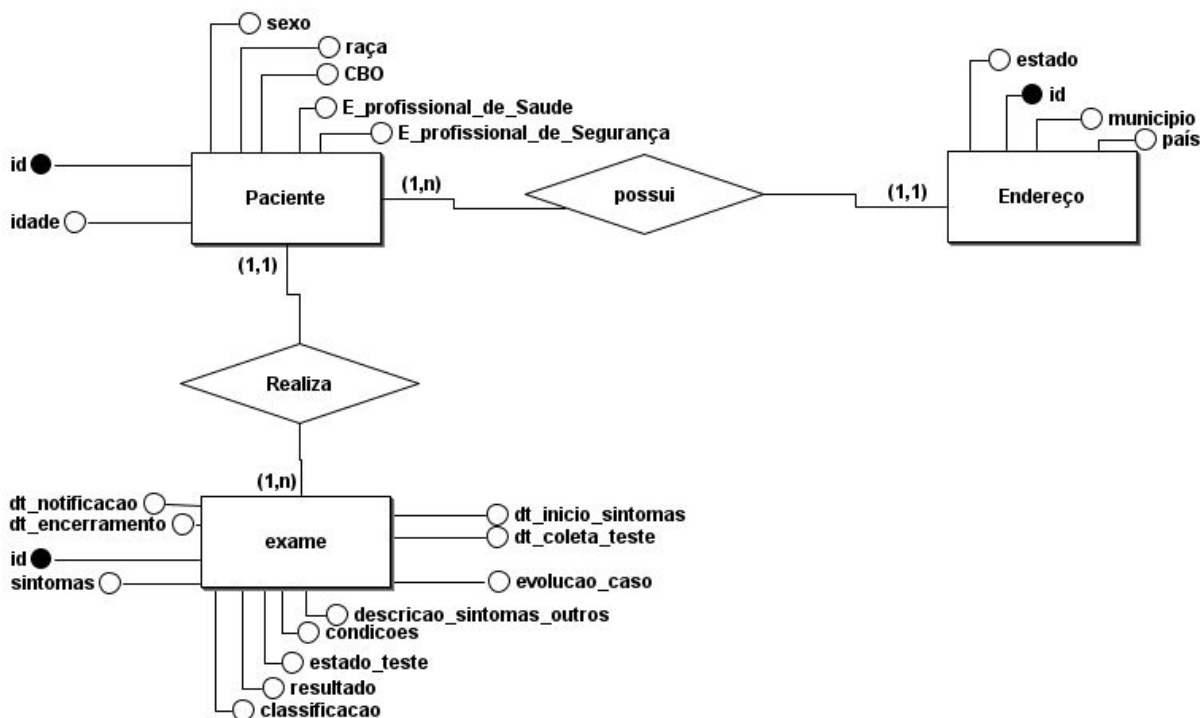 sexo
raça
CBO
E_profissional_de_Saude
E_profissional_de_Segurança
id
Paciente
idade
(1,n)
possui
(1,1)
estado
id
municipio
país
Endereço
(1,1)
Realiza
(1,n)
dt_notificacao
dt_encerramento
id
sintomas
exame
dt_inicio_sintomas
dt_coleta_teste
evolucao_caso
descricao_sintomas_outros
condicoes
estado_teste
resultado
classificacao